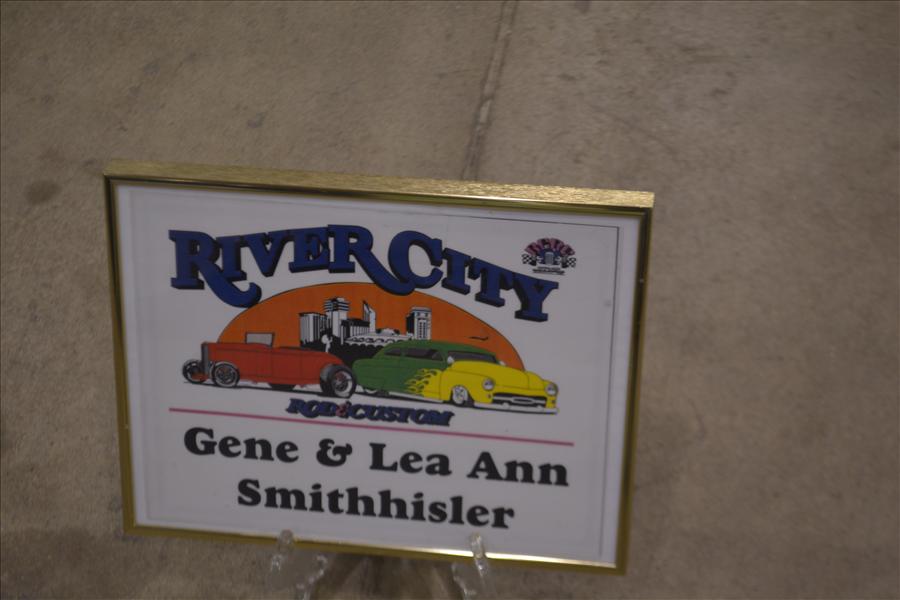 RIVER CITY
ROD & CUSTOM
Gene & Lea Ann
Smithhisler